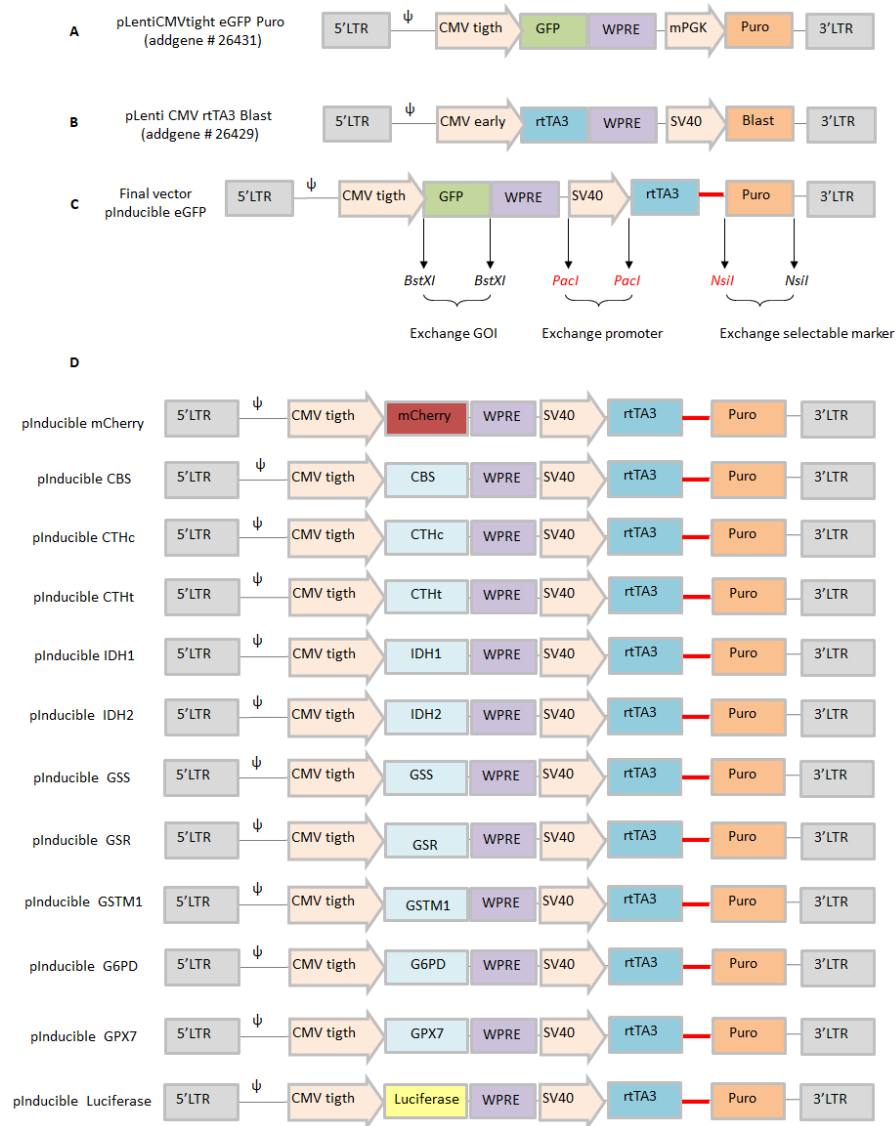 A pLentiCMVtight eGFP Puro (addgene # 26431) 5'LTR ψ CMV tigth GFP WPRE mPGK Puro 3'LTR
B pLenti CMV rtTA3 Blast (addgene # 26429) 5'LTR ψ CMV early rtTA3 WPRE SV40 Blast 3'LTR
C Final vector pInducible eGFP 5'LTR ψ CMV tigth GFP WPRE SV40 rtTA3 Puro 3'LTR
BstXI BstXI PacI PacI NsiI NsiI
Exchange GOI Exchange promoter Exchange selectable marker
D
pInducible mCherry 5'LTR ψ CMV tigth mCherry WPRE SV40 rtTA3 Puro 3'LTR
pInducible CBS 5'LTR ψ CMV tigth CBS WPRE SV40 rtTA3 Puro 3'LTR
pInducible CTHc 5'LTR ψ CMV tigth CTHc WPRE SV40 rtTA3 Puro 3'LTR
pInducible CTHt 5'LTR ψ CMV tigth CTHt WPRE SV40 rtTA3 Puro 3'LTR
pInducible IDH1 5'LTR ψ CMV tigth IDH1 WPRE SV40 rtTA3 Puro 3'LTR
pInducible IDH2 5'LTR ψ CMV tigth IDH2 WPRE SV40 rtTA3 Puro 3'LTR
pInducible GSS 5'LTR ψ CMV tigth GSS WPRE SV40 rtTA3 Puro 3'LTR
pInducible GSR 5'LTR ψ CMV tigth GSR WPRE SV40 rtTA3 Puro 3'LTR
pInducible GSTM1 5'LTR ψ CMV tigth GSTM1 WPRE SV40 rtTA3 Puro 3'LTR
pInducible G6PD 5'LTR ψ CMV tigth G6PD WPRE SV40 rtTA3 Puro 3'LTR
pInducible GPX7 5'LTR ψ CMV tigth GPX7 WPRE SV40 rtTA3 Puro 3'LTR
pInducible Luciferase 5'LTR ψ CMV tigth Luciferase WPRE SV40 rtTA3 Puro 3'LTR